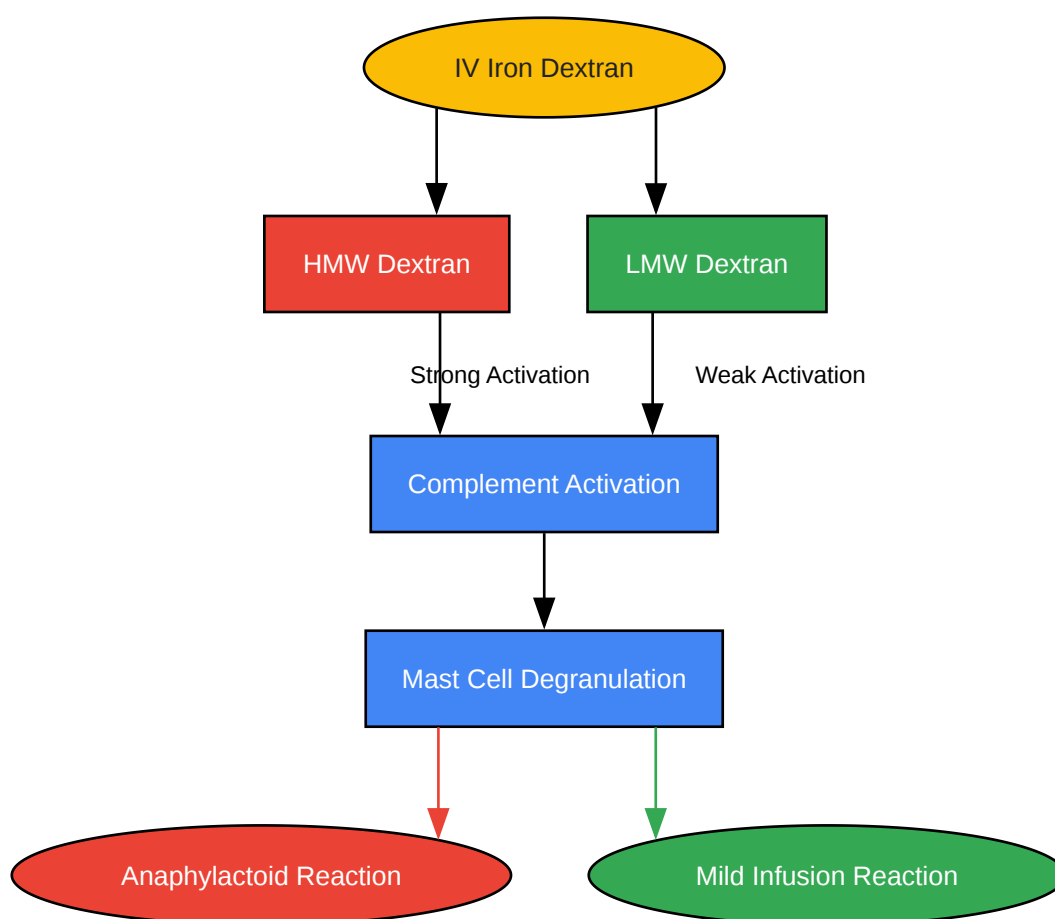 IV Iron Dextran
HMW Dextran
LMW Dextran
Strong Activation
Weak Activation
Complement Activation
Mast Cell Degranulation
Anaphylactoid Reaction
Mild Infusion Reaction